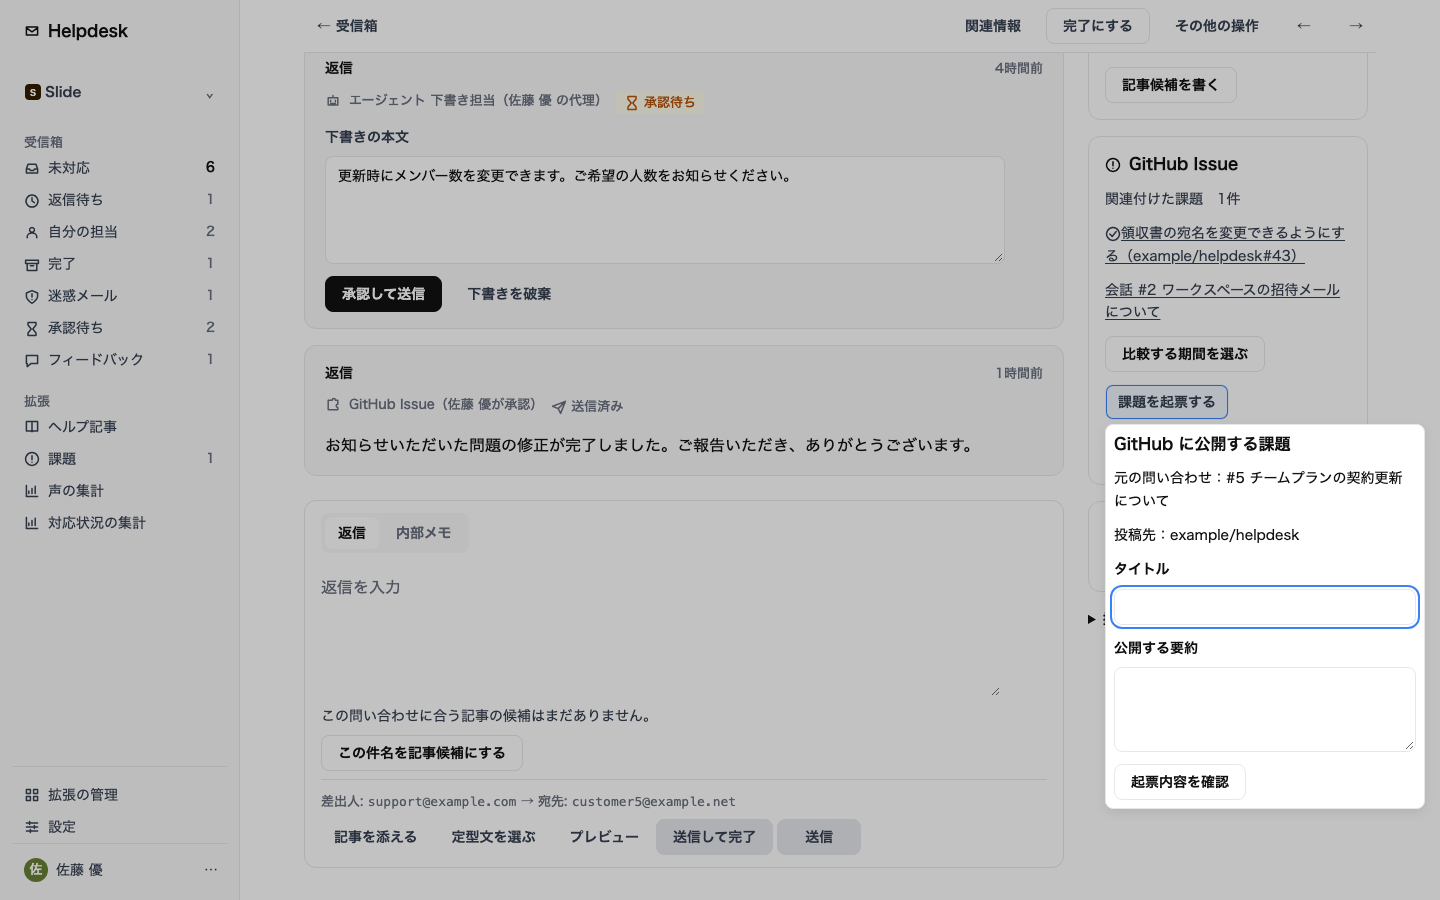 Helpdesk
S Slide
受信箱
未対応 6
返信待ち 1
自分の担当 2
完了 1
迷惑メール 1
承認待ち 2
フィードバック 1
拡張
ヘルプ記事
課題 1
声の集計
対応状況の集計
拡張の管理
設定
佐 佐藤 優 …
← 受信箱
関連情報 完了にする その他の操作 ← →
返信 4時間前
エージェント 下書き担当（佐藤 優 の代理） 承認待ち
下書きの本文
更新時にメンバー数を変更できます。ご希望の人数をお知らせください。
承認して送信 下書きを破棄
返信 1時間前
GitHub Issue（佐藤 優が承認） 送信済み
お知らせいただいた問題の修正が完了しました。ご報告いただき、ありがとうございます。
返信 内部メモ
返信を入力
この問い合わせに合う記事の候補はまだありません。
この件名を記事候補にする
差出人: support@example.com → 宛先: customer5@example.net
記事を添える 定型文を選ぶ プレビュー 送信して完了 送信
記事候補を書く
GitHub Issue
関連付けた課題 1件
領収書の宛名を変更できるようにす
る（example/helpdesk#43）
会話 #2 ワークスペースの招待メール
について
比較する期間を選ぶ
課題を起票する
GitHub に公開する課題
元の問い合わせ：#5 チームプランの契約更新
について
投稿先：example/helpdesk
タイトル
公開する要約
起票内容を確認